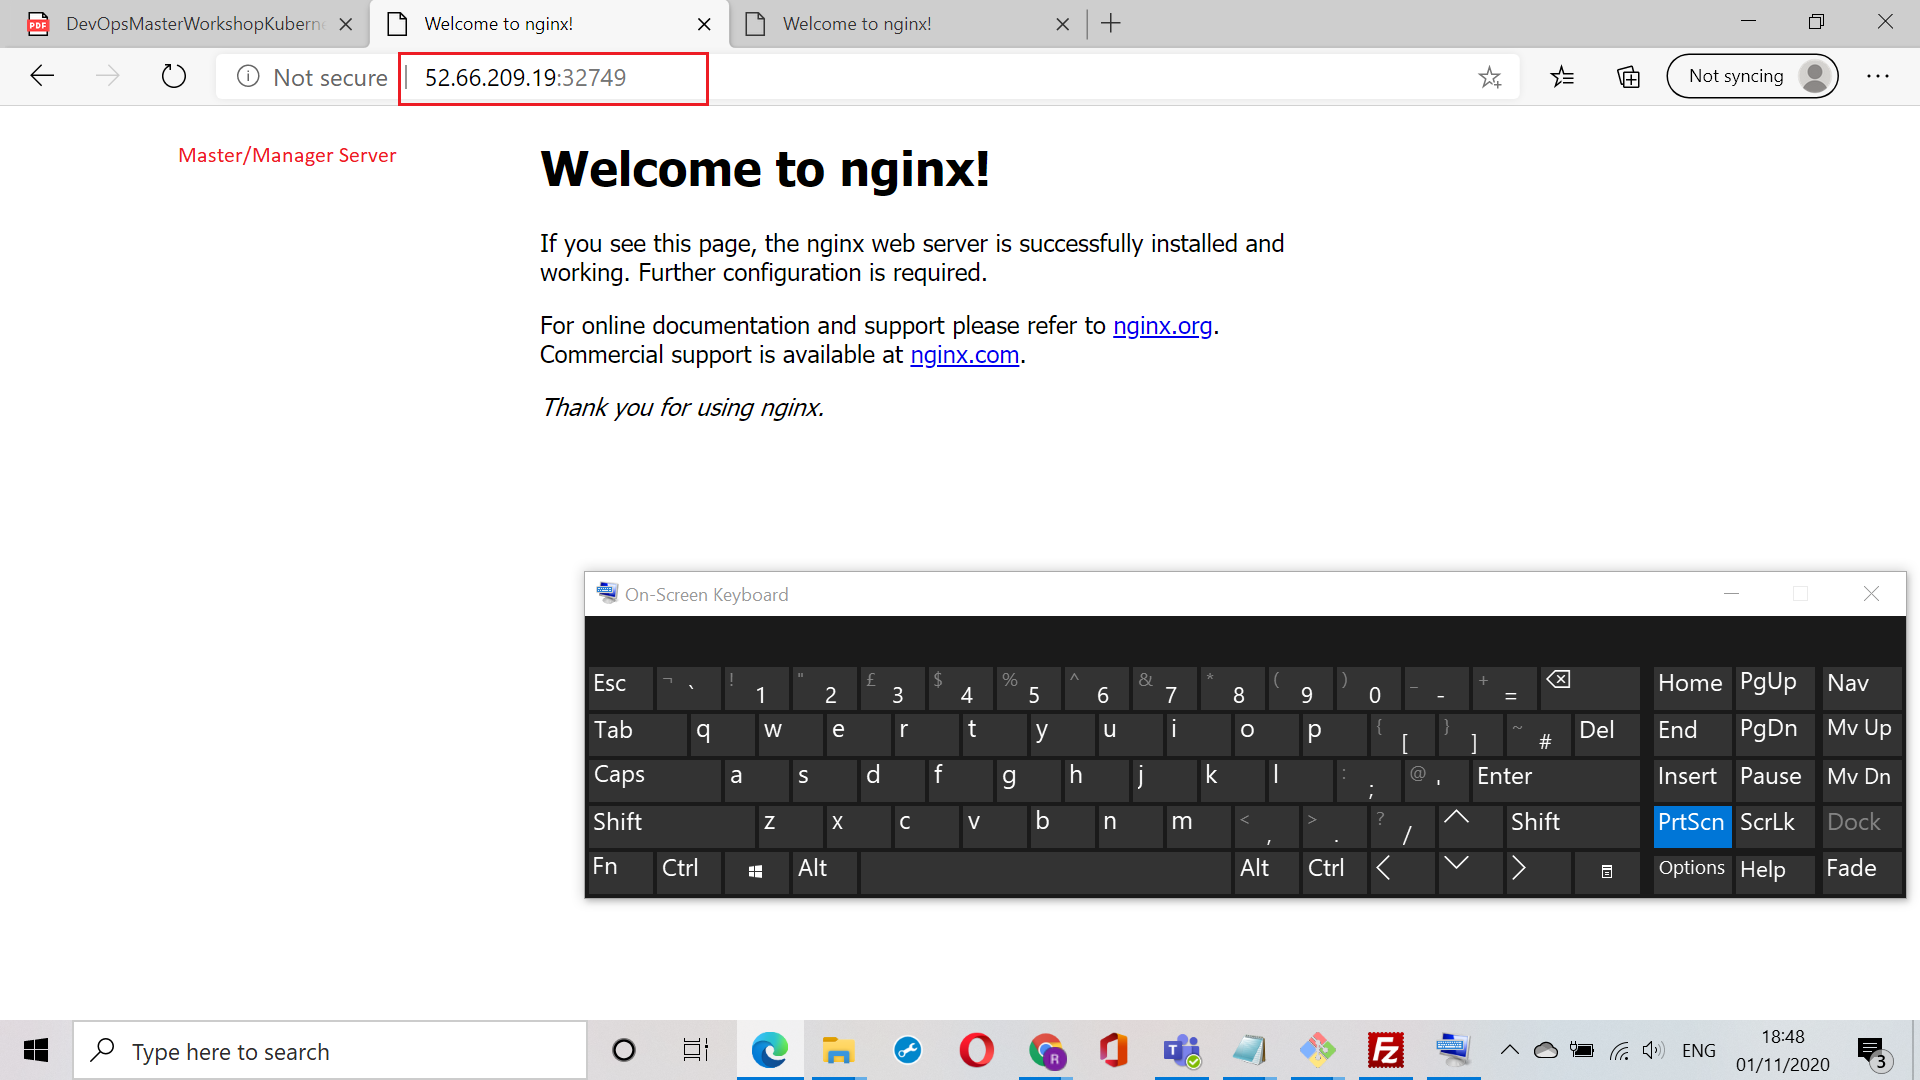 DevOpsMasterWorkshopKuberne
Welcome to nginx!
Welcome to nginx!
Not secure
52.66.209.19:32749
Not syncing
Master/Manager Server
Welcome to nginx!
If you see this page, the nginx web server is successfully installed and
working. Further configuration is required.
For online documentation and support please refer to nginx.org.
Commercial support is available at nginx.com.
Thank you for using nginx.
On-Screen Keyboard
Esc ¬ ` ! 1 " 2 £ 3 $ 4 % 5 ^ 6 & 7 * 8 ( 9 ) 0 _ - + = Home PgUp Nav
Tab q w e r t y u i o p { [ } ] ~ # Del End PgDn Mv Up
Caps a s d f g h j k l : ; @ ' Enter Insert Pause Mv Dn
Shift z x c v b n m < , > . ? / Shift PrtScn ScrLk Dock
Fn Ctrl Alt Alt Ctrl Options Help Fade
Type here to search
ENG
18:48
01/11/2020
3